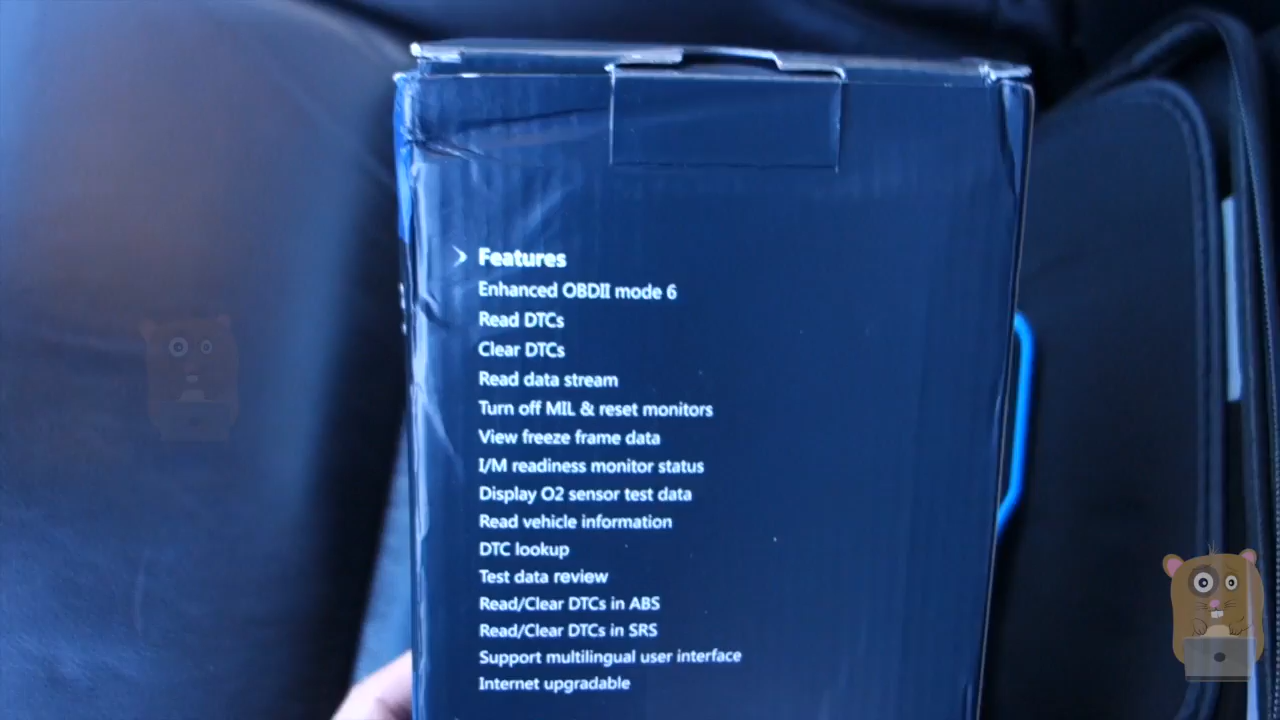 Features
Enhanced OBDII mode 6
Read DTCs
Clear DTCs
Read data stream
Turn off MIL & reset monitors
View freeze frame data
I/M readiness monitor status
Display O2 sensor test data
Read vehicle information
DTC lookup
Test data review
Read/Clear DTCs in ABS
Read/Clear DTCs in SRS
Support multilingual user interface
Internet upgradable